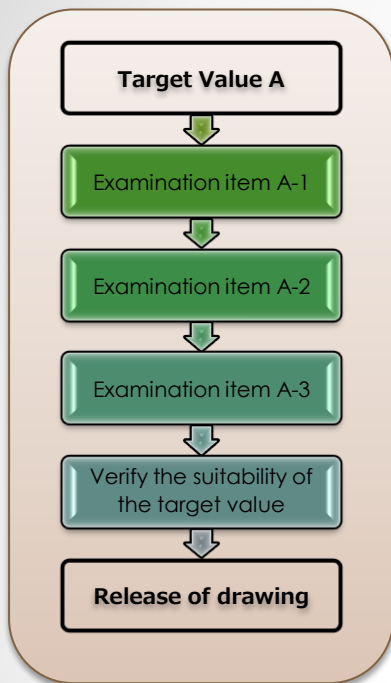 Target Value A
Examination item A-1
Examination item A-2
Examination item A-3
Verify the suitability of
the target value
Release of drawing